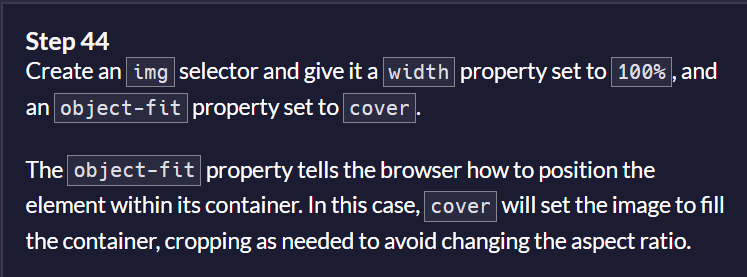 Step 44
Create an img selector and give it a width property set to 100%, and
an object-fit property set to cover.
The object-fit property tells the browser how to position the
element within its container. In this case, cover will set the image to fill
the container, cropping as needed to avoid changing the aspect ratio.